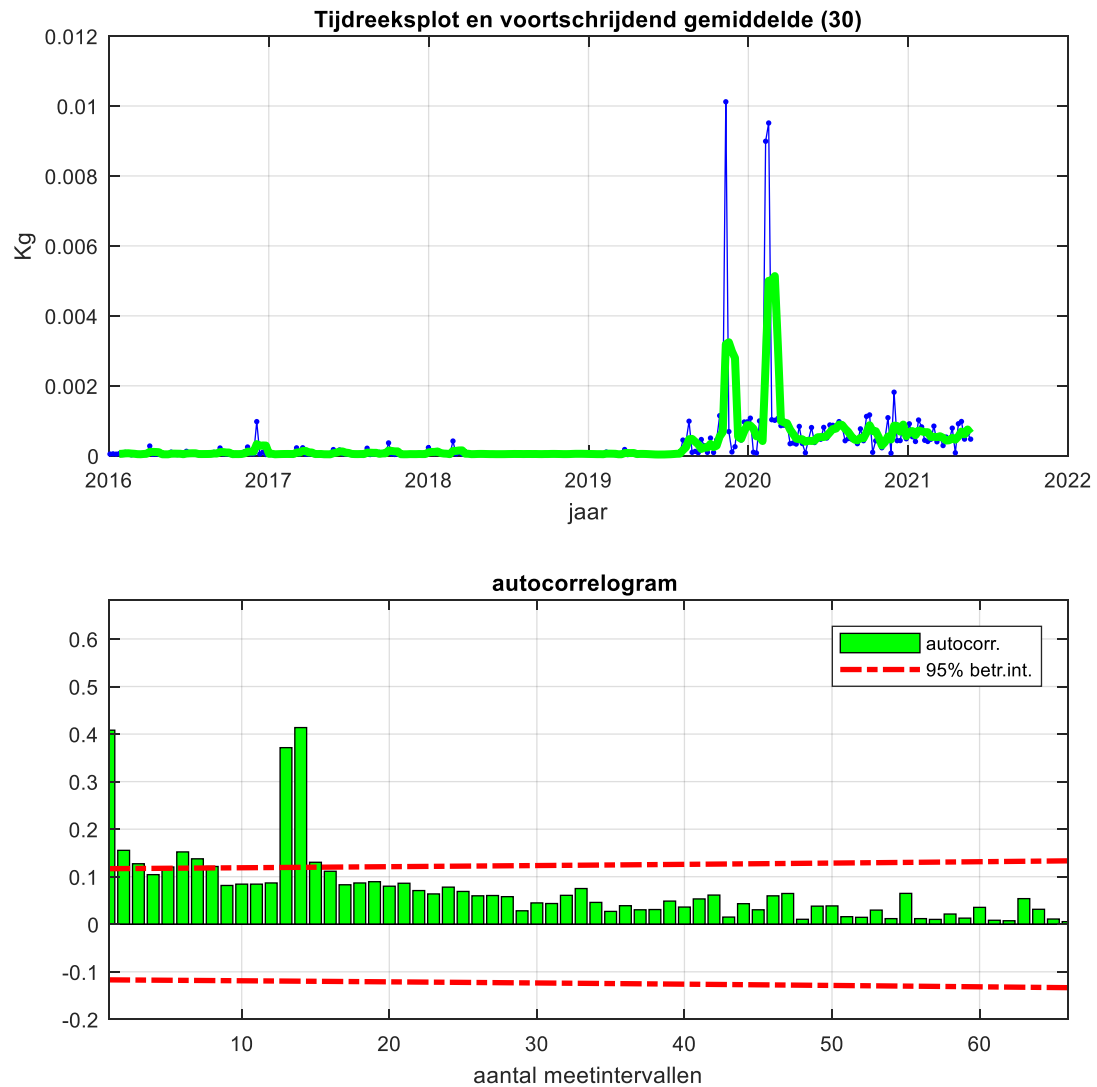 Tijdreeksplot en voortschrijdend gemiddelde (30)
0.012
0.01
0.008
0.006
0.004
0.002
0
Kg
2016 2017 2018 2019 2020 2021 2022
jaar
autocorrelogram
0.6
0.5
0.4
0.3
0.2
0.1
0
-0.1
-0.2
autocorr.
95% betr.int.
10 20 30 40 50 60
aantal meetintervallen